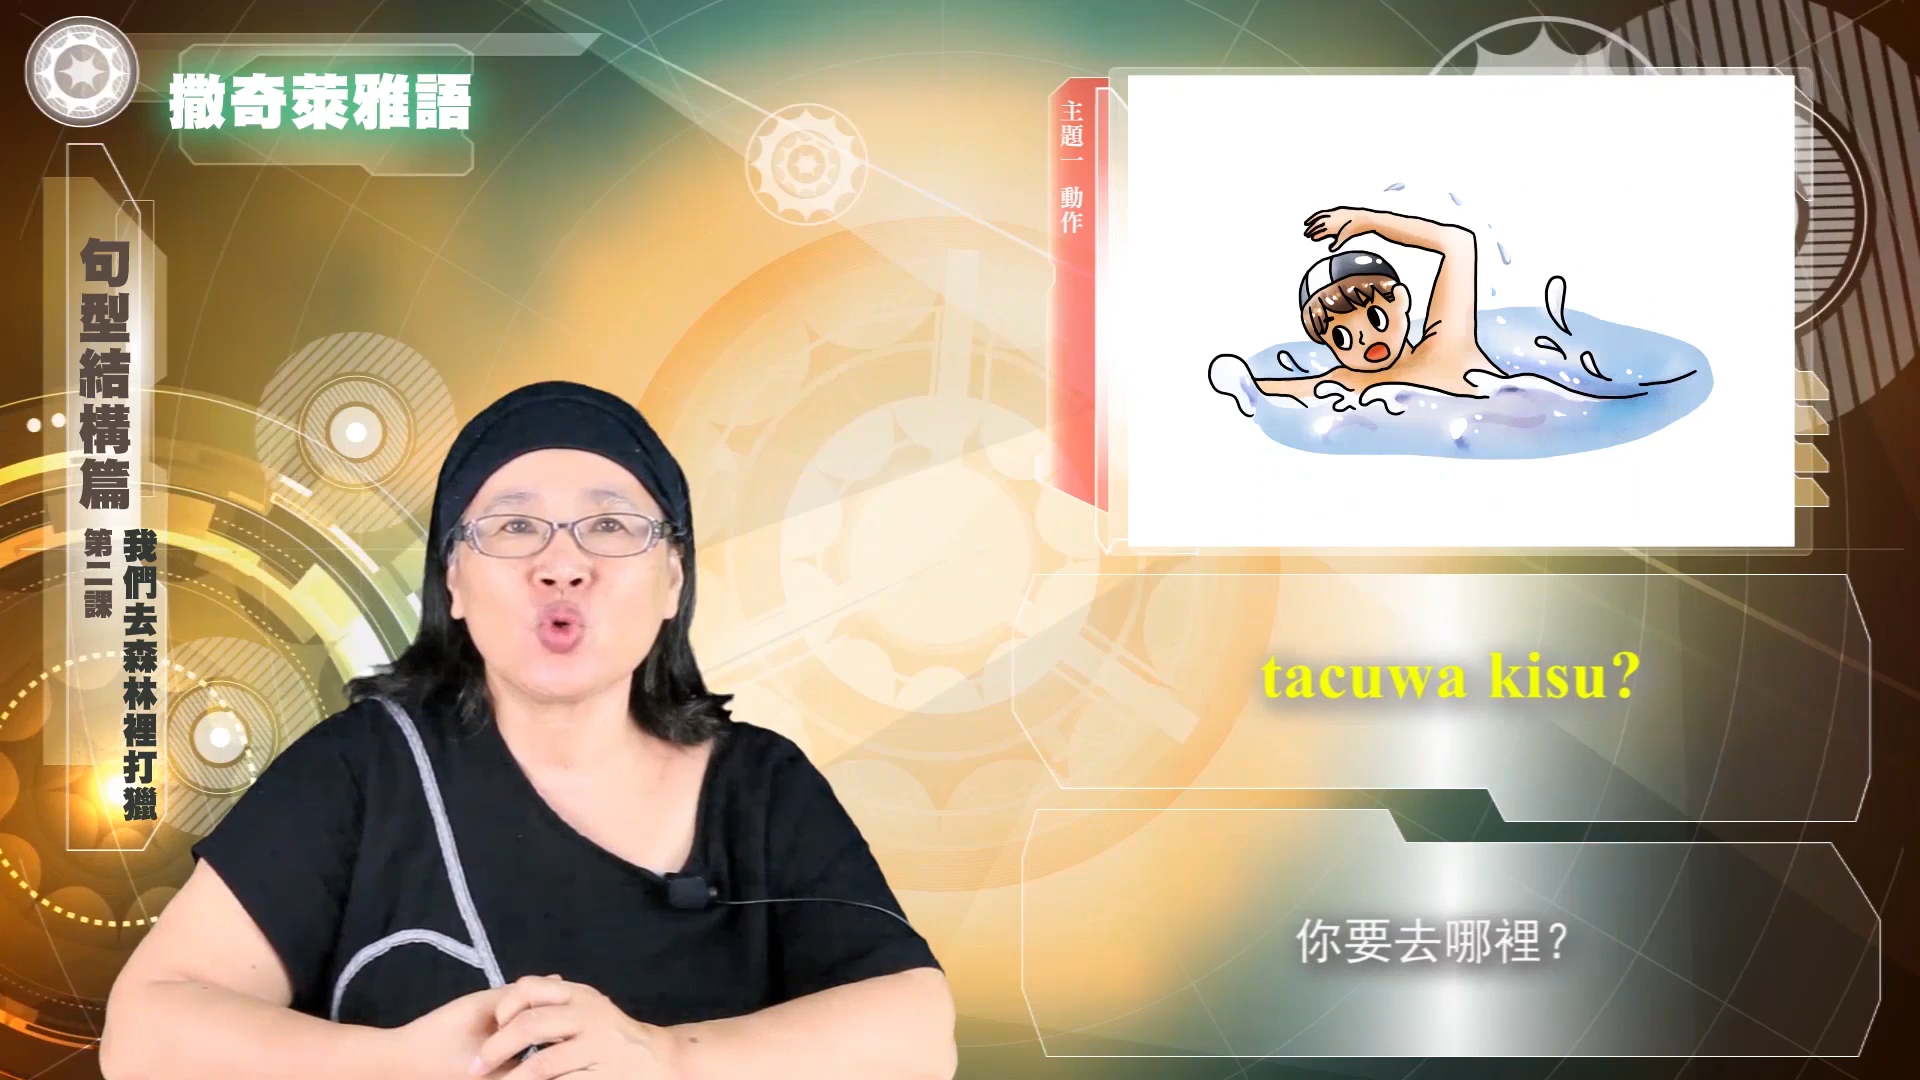 撒奇萊雅語
句型結構篇
第二課
我們去森林裡打獵
主題一 動作
tacuwa kisu?
你要去哪裡?